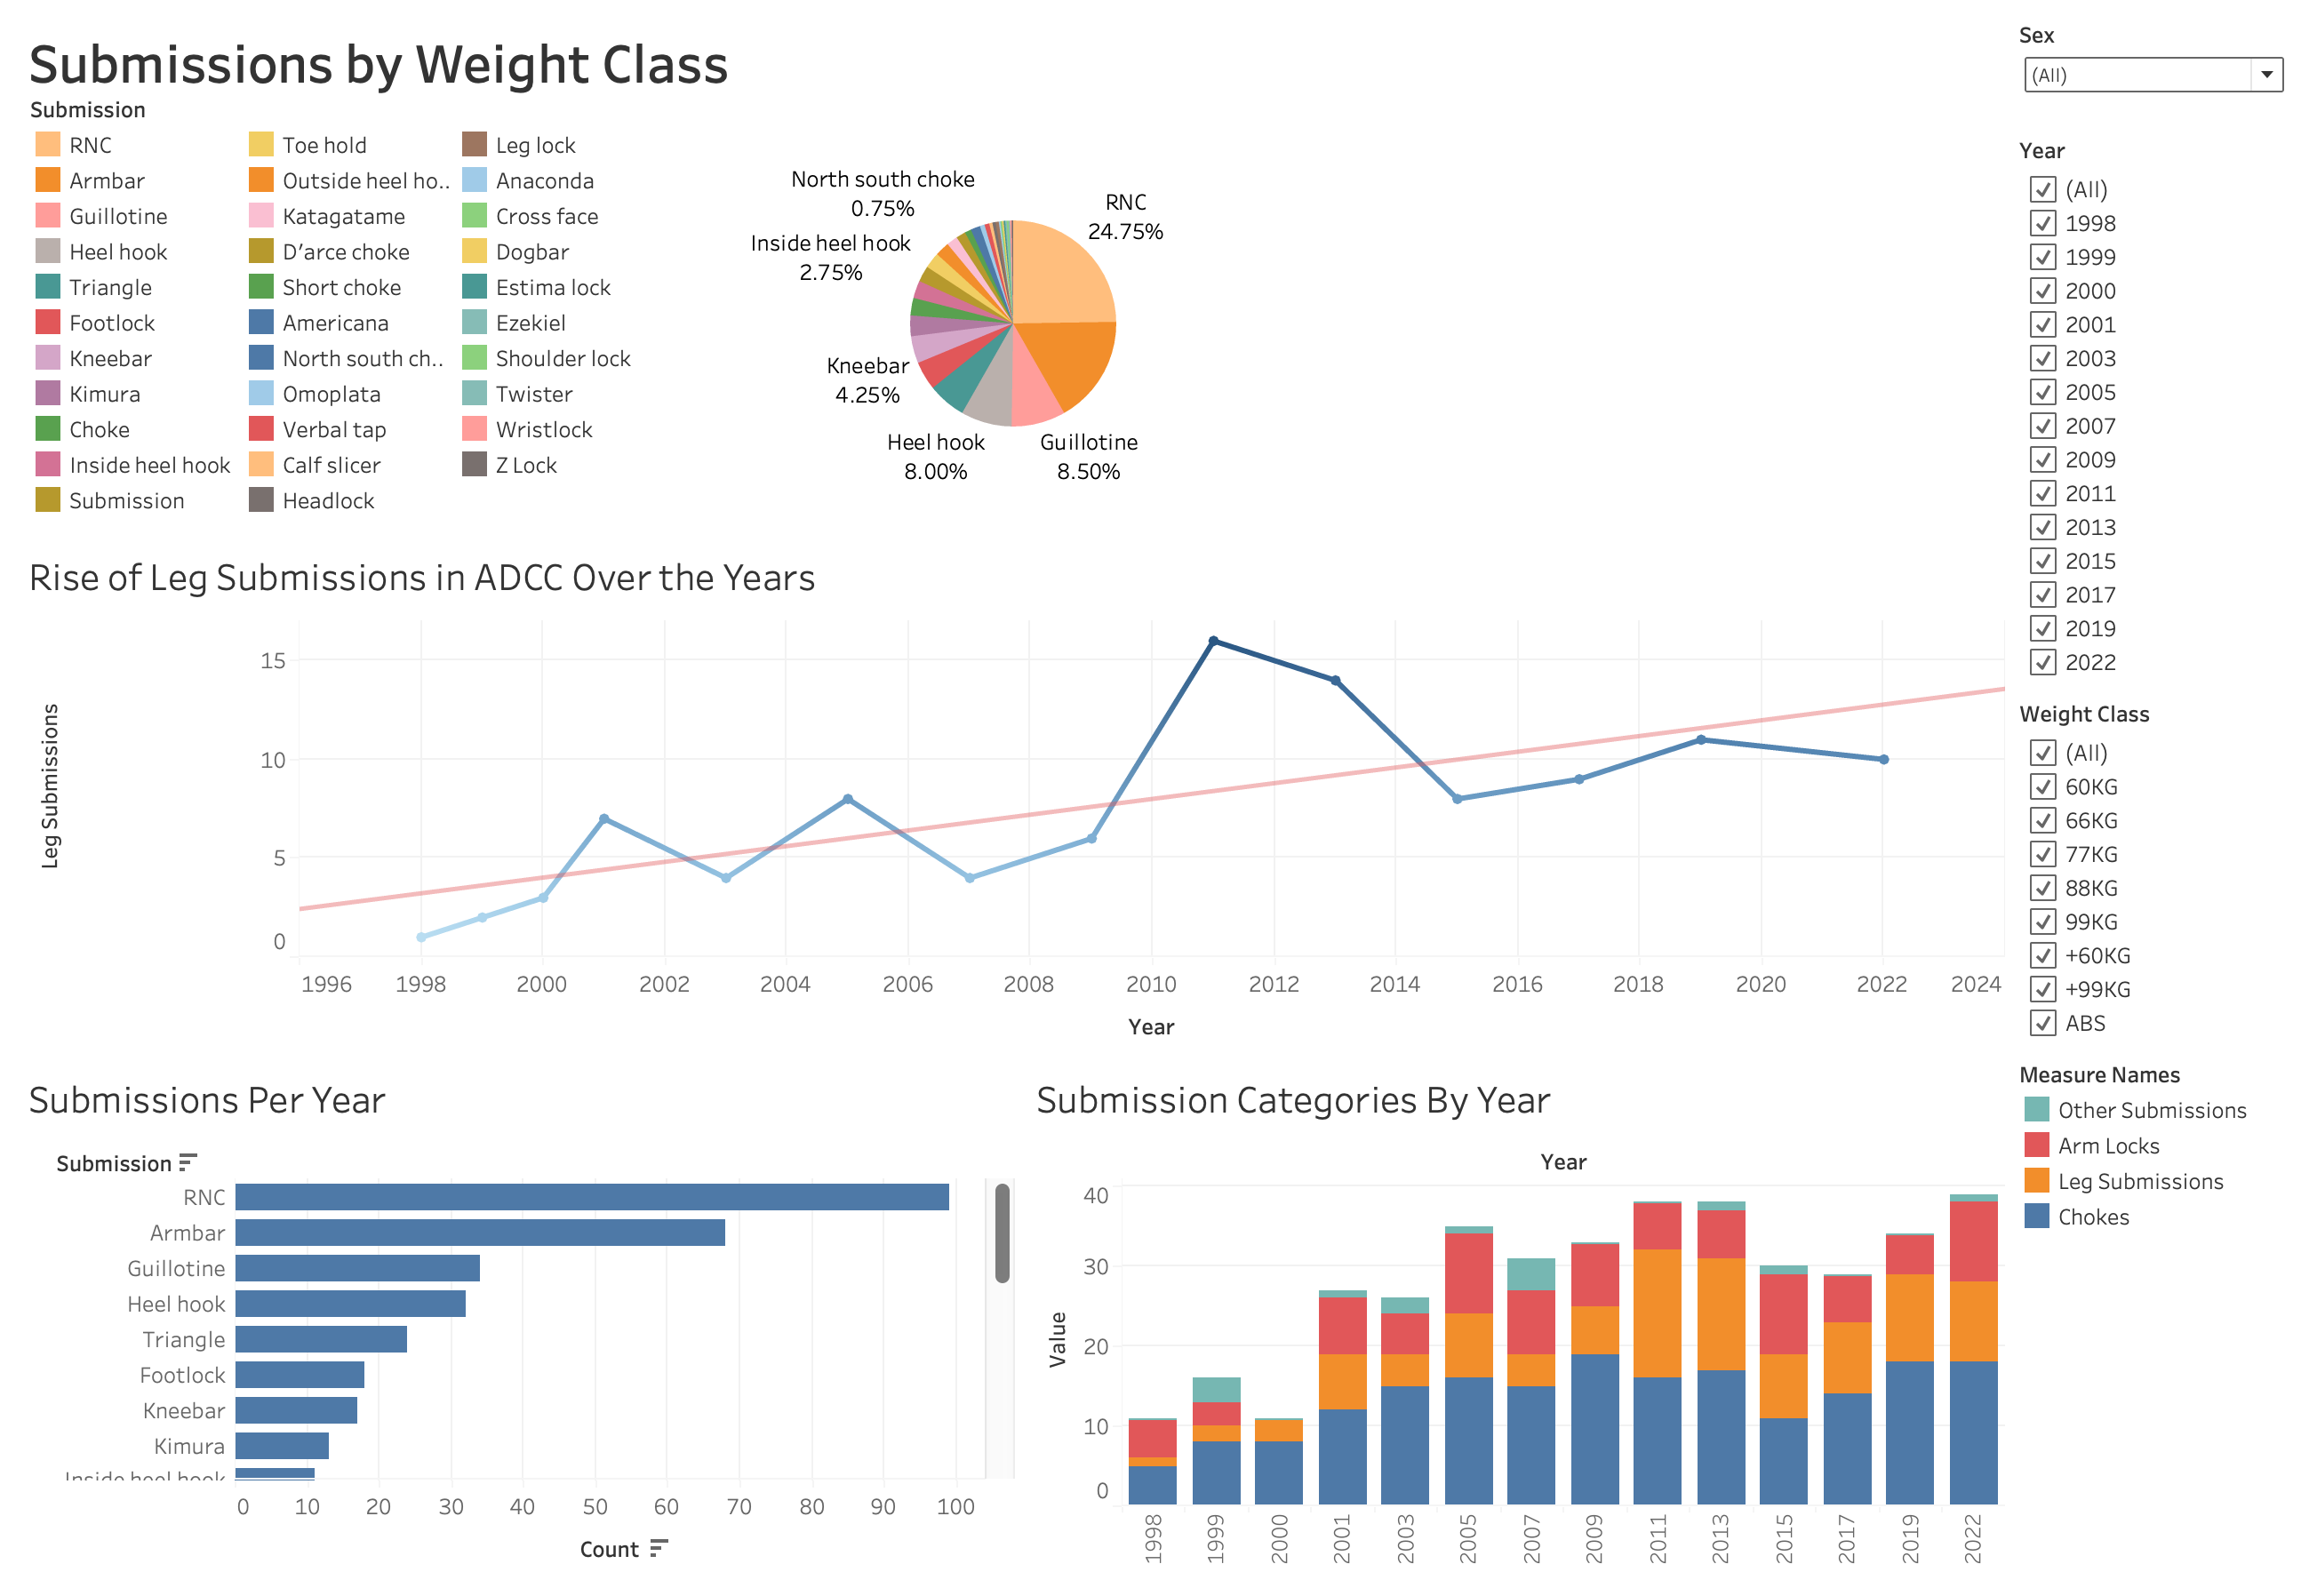 Submissions by Weight Class
Submission
RNC
Armbar
Guillotine
Heel hook
Triangle
Footlock
Kneebar
Kimura
Choke
Inside heel hook
Submission
Toe hold
Outside heel ho..
Katagatame
D'arce choke
Short choke
Americana
North south ch..
Omoplata
Verbal tap
Calf slicer
Headlock
Leg lock
Anaconda
Cross face
Dogbar
Estima lock
Ezekiel
Shoulder lock
Twister
Wristlock
Z Lock
North south choke
0.75%
RNC
24.75%
Inside heel hook
2.75%
Kneebar
4.25%
Heel hook
8.00%
Guillotine
8.50%
Sex
(All)
Year
(All)
1998
1999
2000
2001
2003
2005
2007
2009
2011
2013
2015
2017
2019
2022
Weight Class
(All)
60KG
66KG
77KG
88KG
99KG
+60KG
+99KG
ABS
Measure Names
Other Submissions
Arm Locks
Leg Submissions
Chokes
Rise of Leg Submissions in ADCC Over the Years
Leg Submissions
15
10
5
0
1996 1998 2000 2002 2004 2006 2008 2010 2012 2014 2016 2018 2020 2022 2024
Year
Submissions Per Year
Submission
RNC
Armbar
Guillotine
Heel hook
Triangle
Footlock
Kneebar
Kimura
Inside heel hook
0 10 20 30 40 50 60 70 80 90 100
Count
Submission Categories By Year
Year
Value
40
30
20
10
0
1998 1999 2000 2001 2003 2005 2007 2009 2011 2013 2015 2017 2019 2022